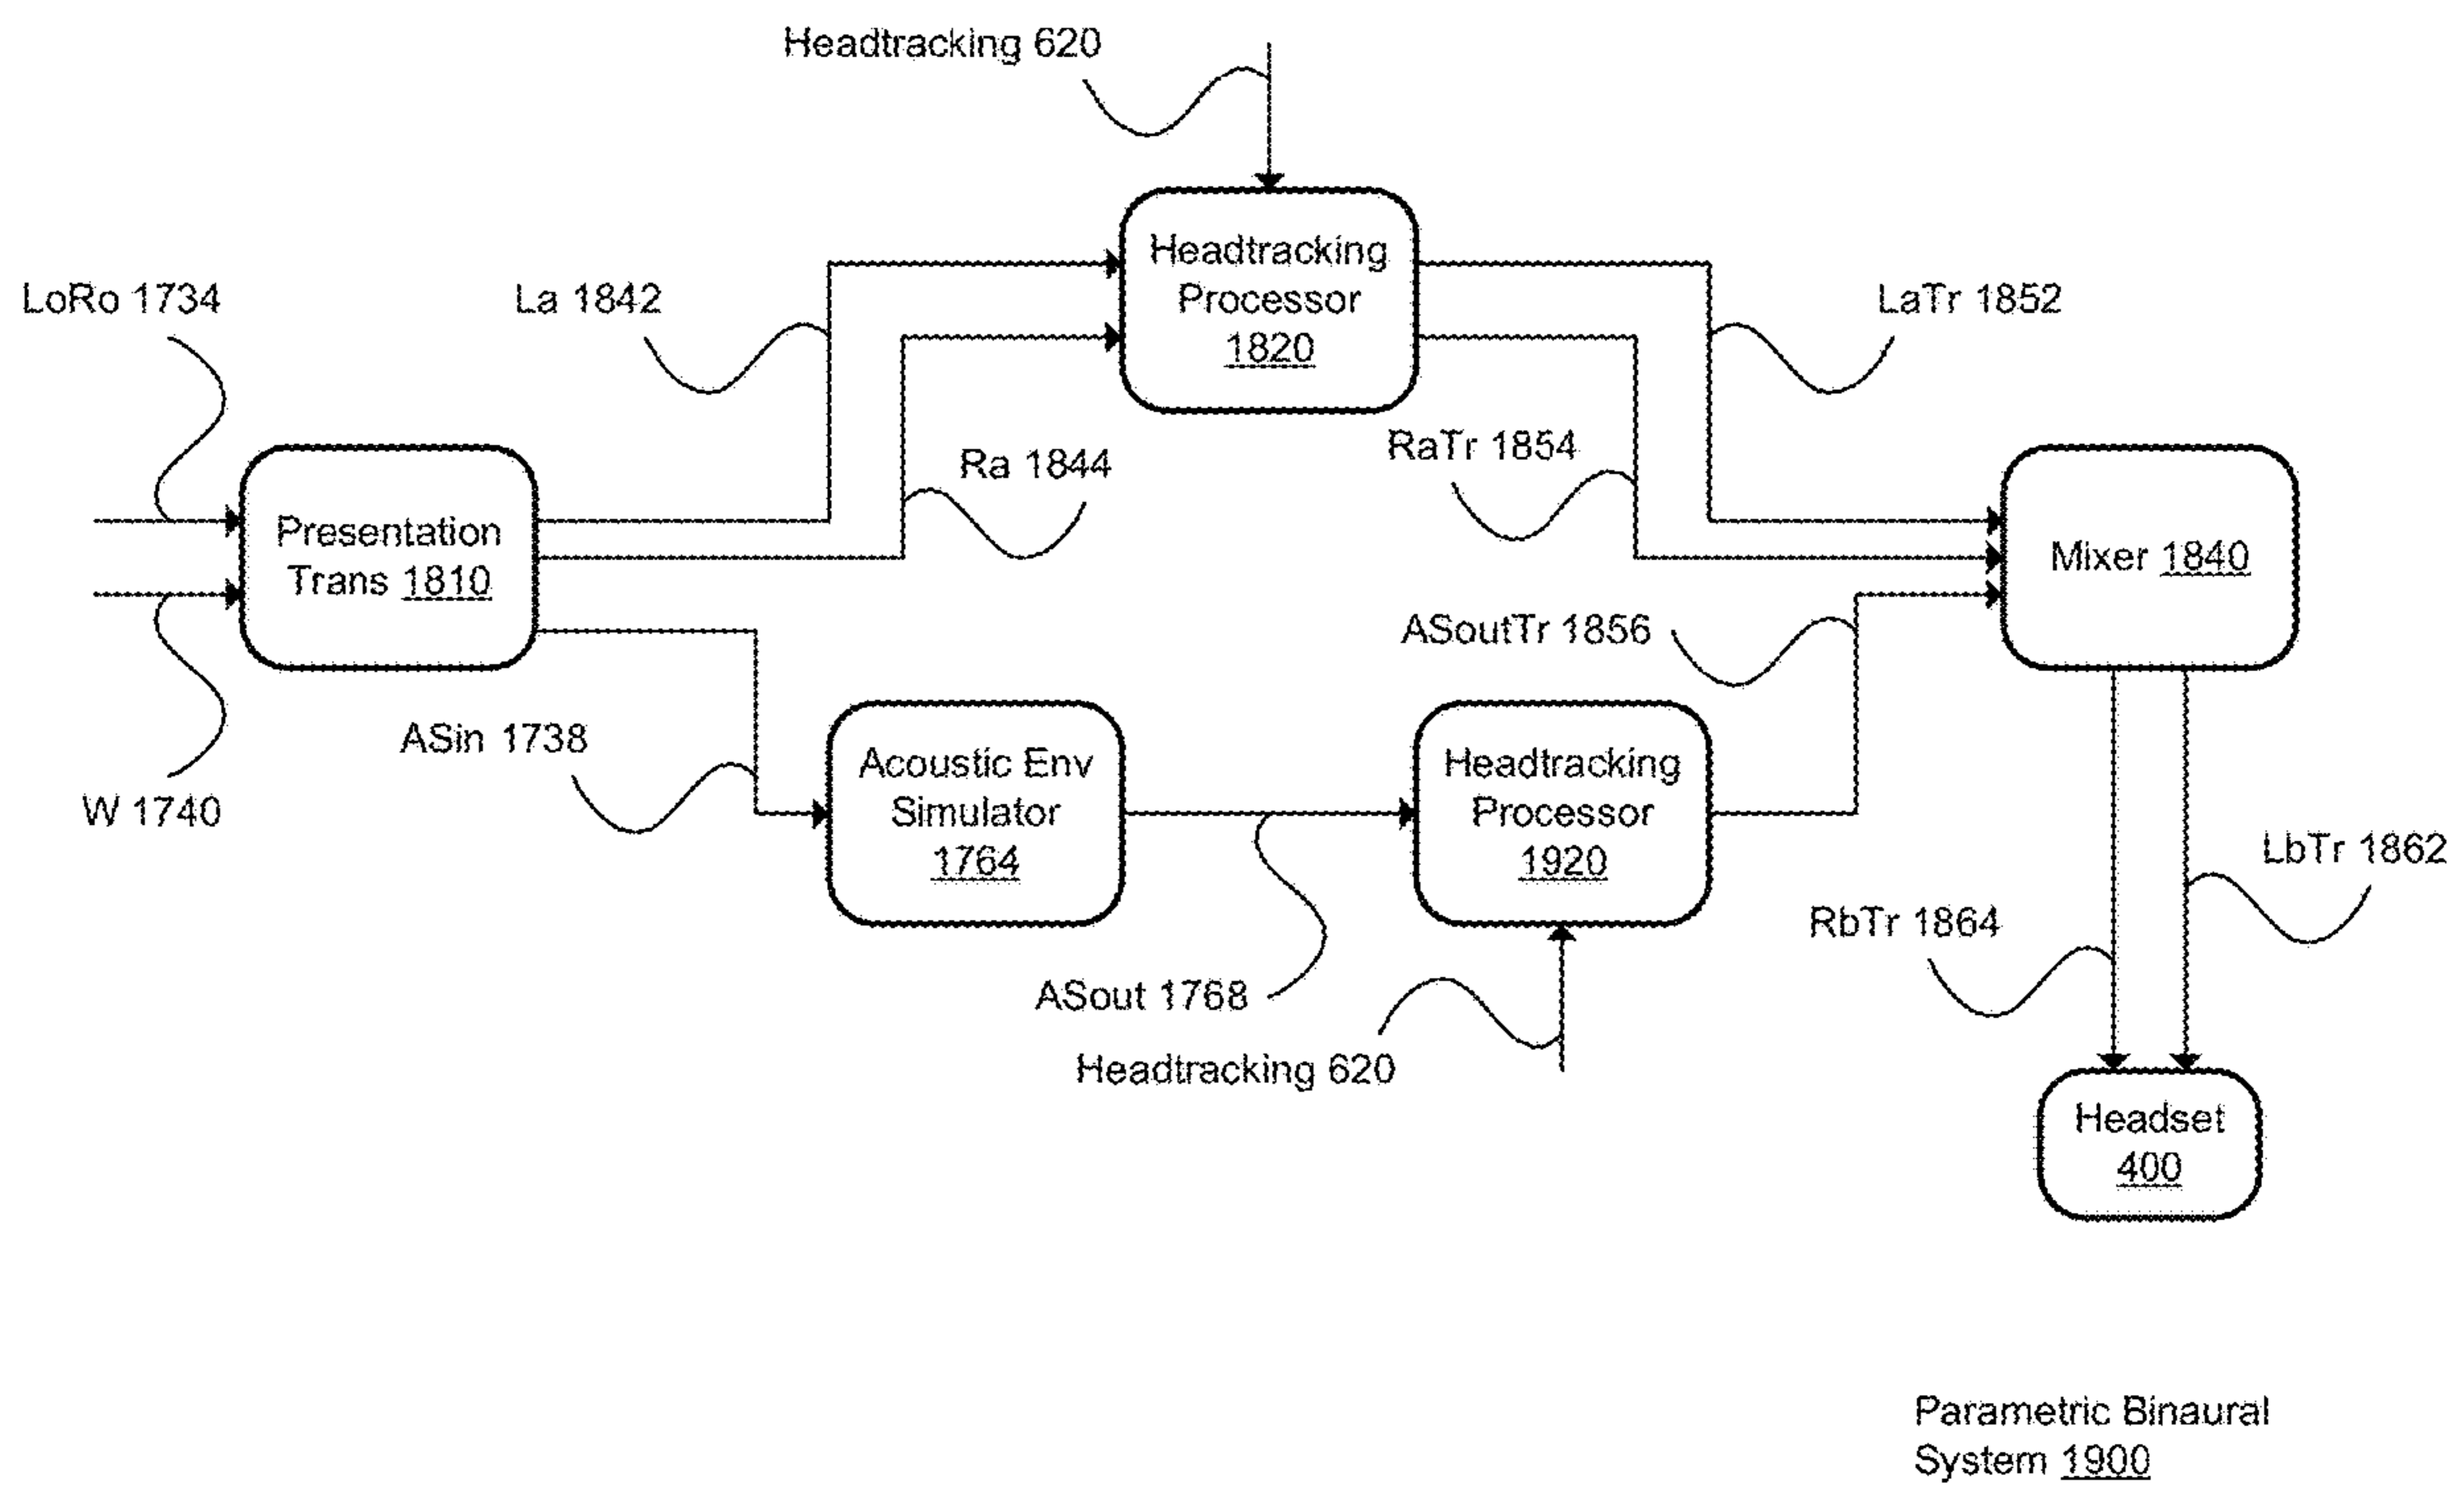 Headtracking 620
Headtracking
Processor
1820
LoRo 1734
La 1842
LaTr 1852
Ra 1844
RaTr 1854
Presentation
Trans 1810
Mixer 1840
ASoutTr 1856
ASin 1738
W 1740
Acoustic Env
Simulator
1764
Headtracking
Processor
1920
LbTr 1862
RbTr 1864
ASout 1768
Headtracking 620
Headset
400
Parametric Binaural
System 1900